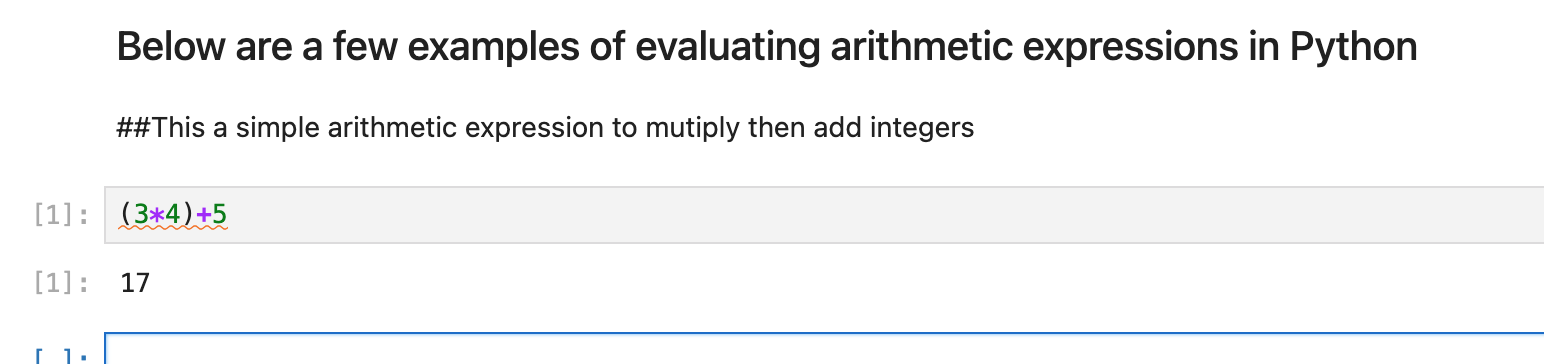 Below are a few examples of evaluating arithmetic expressions in Python
##This a simple arithmetic expression to mutiply then add integers
[1]: (3*4)+5
[1]: 17
[ ]: